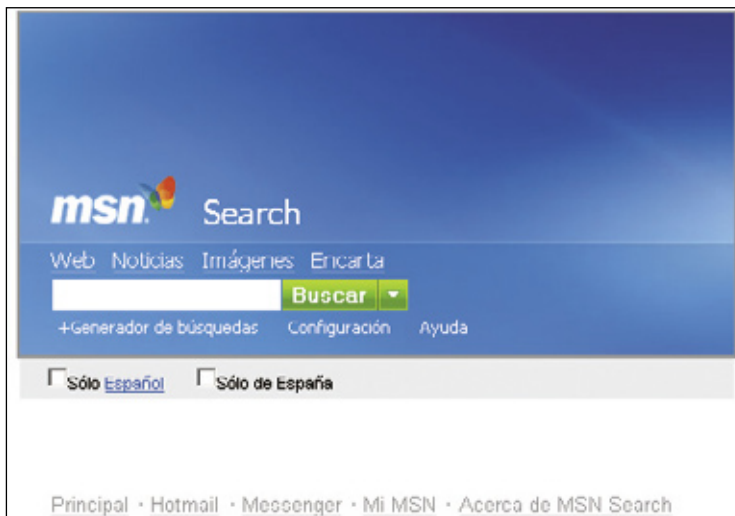 msn. Search
Web Noticias Imágenes Encarta
Buscar
+Generador de búsquedas Configuración Ayuda
Sólo Español Sólo de España
Principal · Hotmail · Messenger · Mi MSN · Acerca de MSN Search